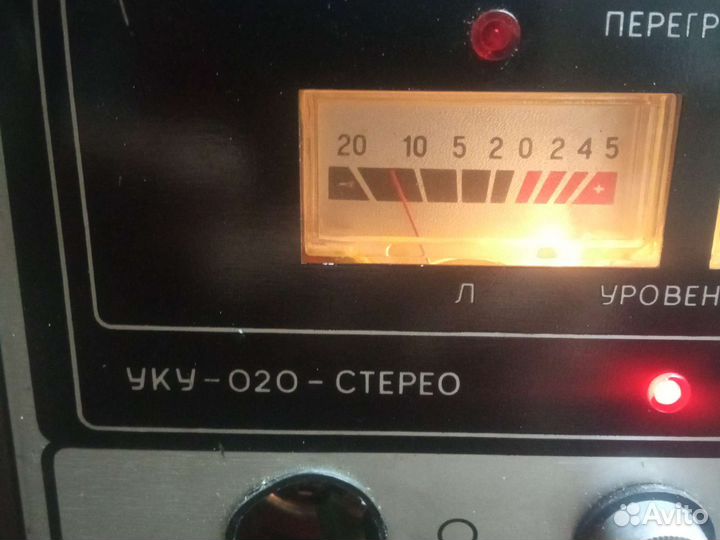 ПЕРЕГР
20 10 5 2 0 2 4 5
- +
Л УРОВЕН
УКУ-020-СТЕРЕО
Avito